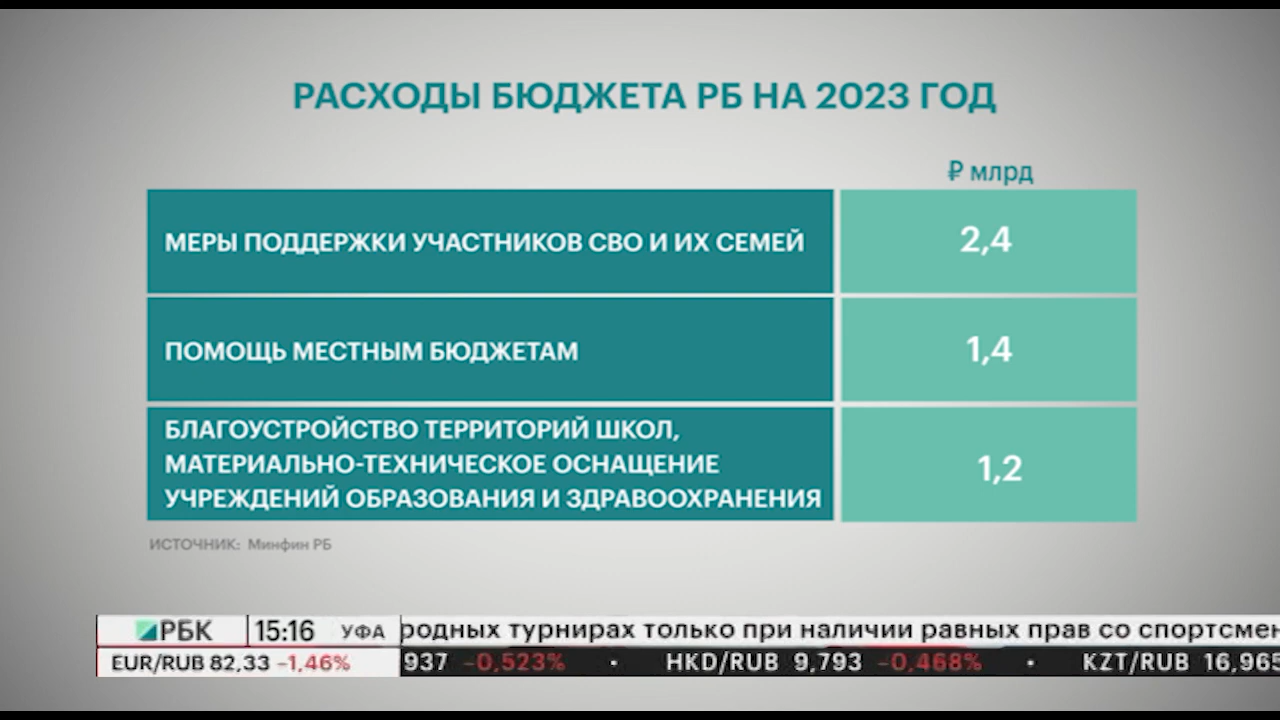 РАСХОДЫ БЮДЖЕТА РБ НА 2023 ГОД
₽ млрд
МЕРЫ ПОДДЕРЖКИ УЧАСТНИКОВ СВО И ИХ СЕМЕЙ
2,4
ПОМОЩЬ МЕСТНЫМ БЮДЖЕТАМ
1,4
БЛАГОУСТРОЙСТВО ТЕРРИТОРИЙ ШКОЛ,
МАТЕРИАЛЬНО-ТЕХНИЧЕСКОЕ ОСНАЩЕНИЕ
УЧРЕЖДЕНИЙ ОБРАЗОВАНИЯ И ЗДРАВООХРАНЕНИЯ
1,2
ИСТОЧНИК: Минфин РБ
РБК 15:16 УФА родных турнирах только при наличии равных прав со спортсмен
EUR/RUB 82,33 -1,46% 937 -0,523% • HKD/RUB 9,793 -0,468% • KZT/RUB 16,965